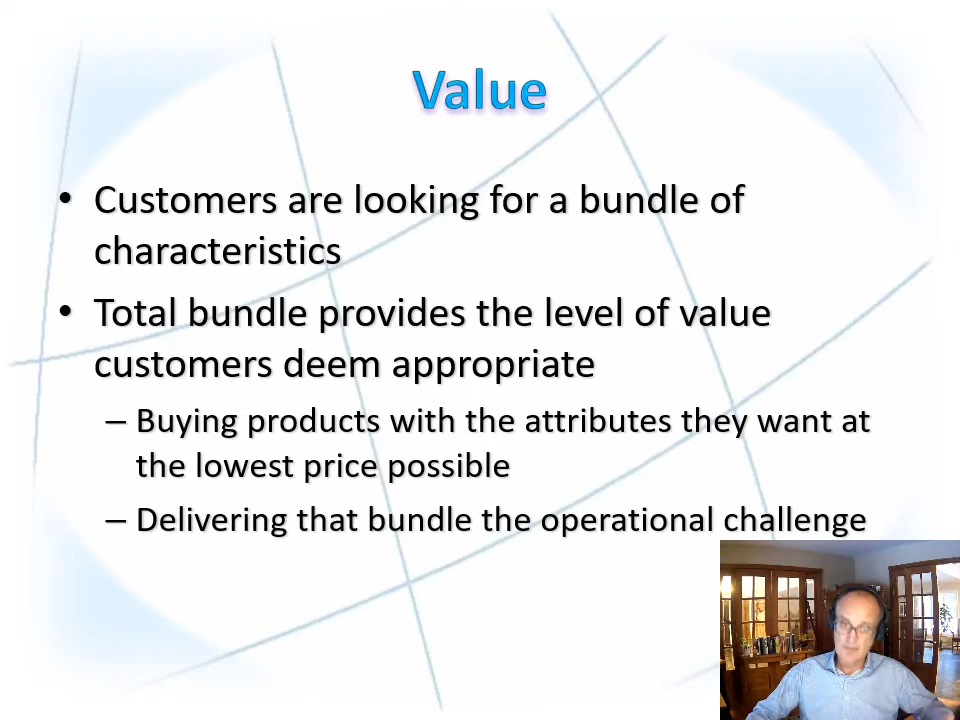 Value
• Customers are looking for a bundle of
characteristics
• Total bundle provides the level of value
customers deem appropriate
– Buying products with the attributes they want at
the lowest price possible
– Delivering that bundle the operational challenge